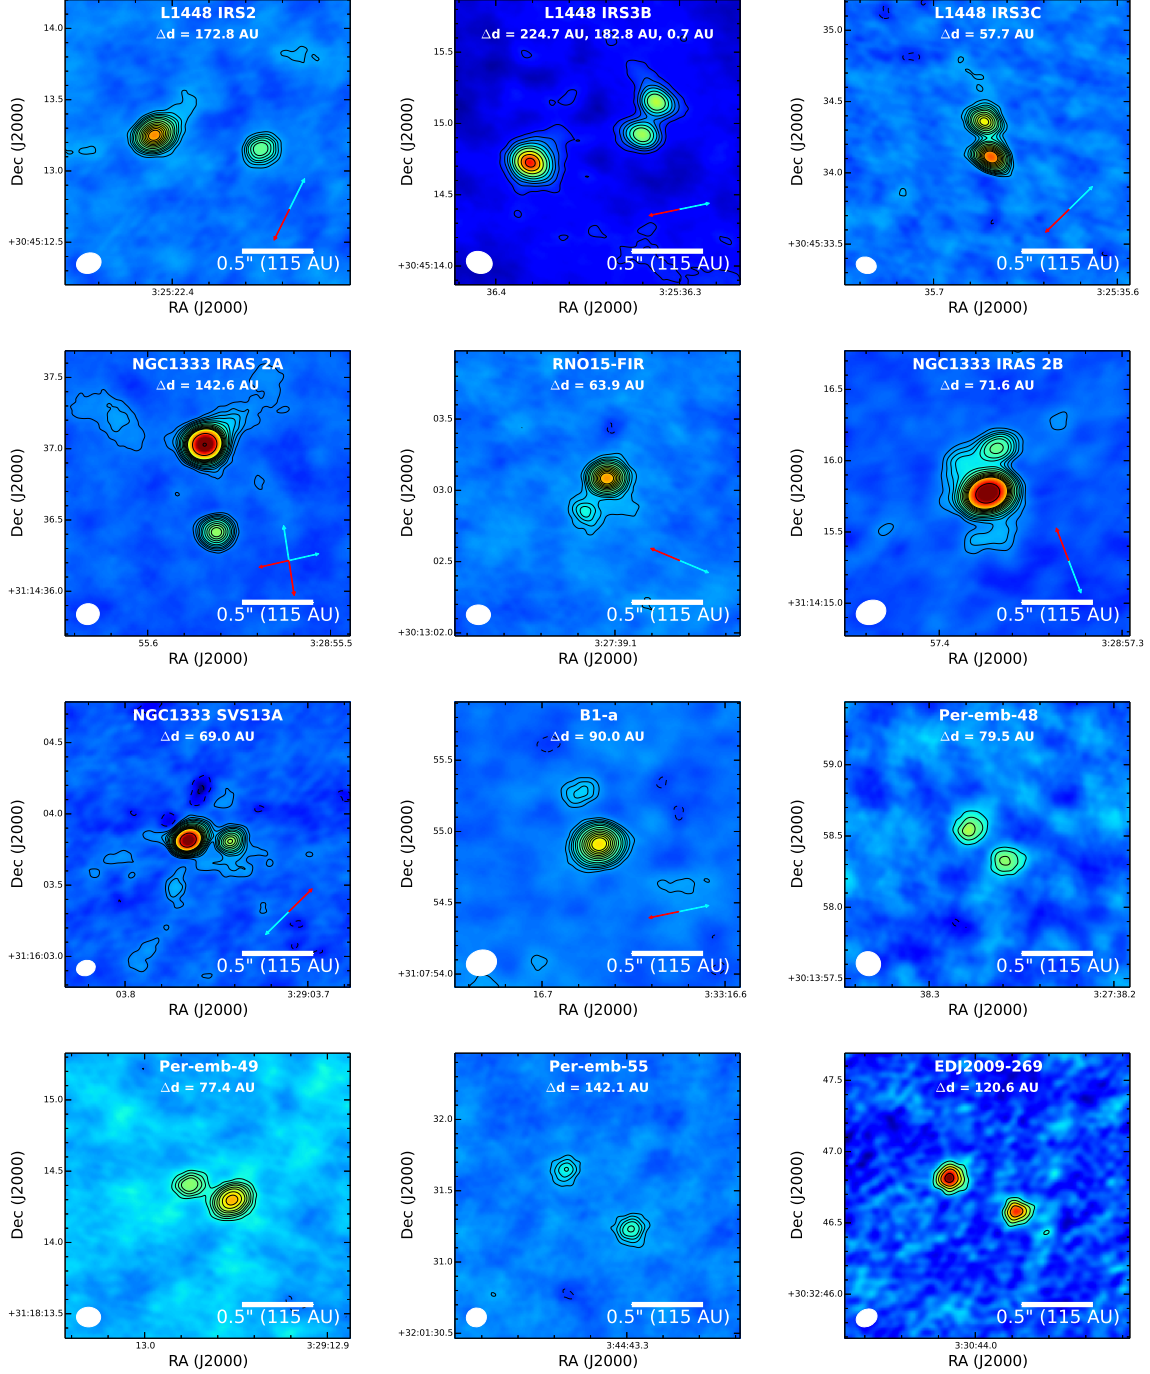 L1448 IRS2
Δd = 172.8 AU
14.0
13.5
13.0
+30:45:12.5
Dec (J2000)
0.5" (115 AU)
3:25:22.4
RA (J2000)
L1448 IRS3B
Δd = 224.7 AU, 182.8 AU, 0.7 AU
15.5
15.0
14.5
+30:45:14.0
Dec (J2000)
0.5" (115 AU)
36.4 3:25:36.3
RA (J2000)
L1448 IRS3C
Δd = 57.7 AU
35.0
34.5
34.0
+30:45:33.5
Dec (J2000)
0.5" (115 AU)
35.7 3:25:35.6
RA (J2000)
NGC1333 IRAS 2A
Δd = 142.6 AU
37.5
37.0
36.5
+31:14:36.0
Dec (J2000)
0.5" (115 AU)
55.6 3:28:55.5
RA (J2000)
RNO15-FIR
Δd = 63.9 AU
03.5
03.0
02.5
+30:13:02.0
Dec (J2000)
0.5" (115 AU)
3:27:39.1
RA (J2000)
NGC1333 IRAS 2B
Δd = 71.6 AU
16.5
16.0
15.5
+31:14:15.0
Dec (J2000)
0.5" (115 AU)
57.4 3:28:57.3
RA (J2000)
NGC1333 SVS13A
Δd = 69.0 AU
04.5
04.0
03.5
+31:16:03.0
Dec (J2000)
0.5" (115 AU)
03.8 3:29:03.7
RA (J2000)
B1-a
Δd = 90.0 AU
55.5
55.0
54.5
+31:07:54.0
Dec (J2000)
0.5" (115 AU)
16.7 3:33:16.6
RA (J2000)
Per-emb-48
Δd = 79.5 AU
59.0
58.5
58.0
+30:13:57.5
Dec (J2000)
0.5" (115 AU)
38.3 3:27:38.2
RA (J2000)
Per-emb-49
Δd = 77.4 AU
15.0
14.5
14.0
+31:18:13.5
Dec (J2000)
0.5" (115 AU)
13.0 3:29:12.9
RA (J2000)
Per-emb-55
Δd = 142.1 AU
32.0
31.5
31.0
+32:01:30.5
Dec (J2000)
0.5" (115 AU)
3:44:43.3
RA (J2000)
EDJ2009-269
Δd = 120.6 AU
47.5
47.0
46.5
+30:32:46.0
Dec (J2000)
0.5" (115 AU)
3:30:44.0
RA (J2000)